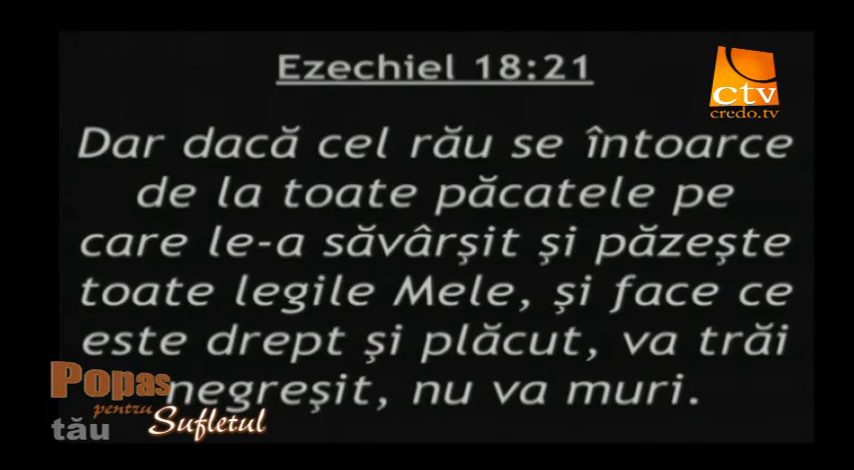 Ezechiel 18:21
ctv
credo.tv
Dar dacă cel rău se întoarce
de la toate păcatele pe
care le-a săvârşit şi păzeşte
toate legile Mele, şi face ce
este drept şi plăcut, va trăi
negreşit, nu va muri.
Popas
pentru
Sufletul
tău